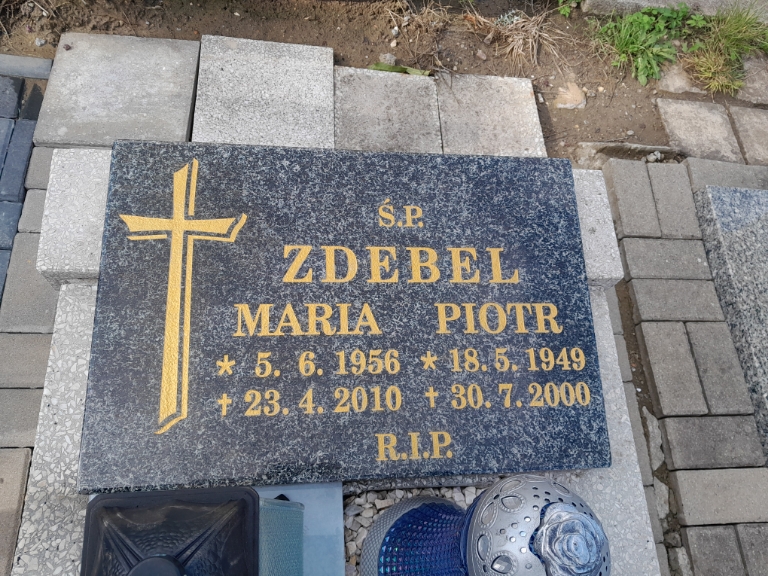 Ś.P.
ZDEBEL
MARIA PIOTR
* 5. 6. 1956 * 18. 5. 1949
† 23. 4. 2010 † 30. 7. 2000
R.I.P.